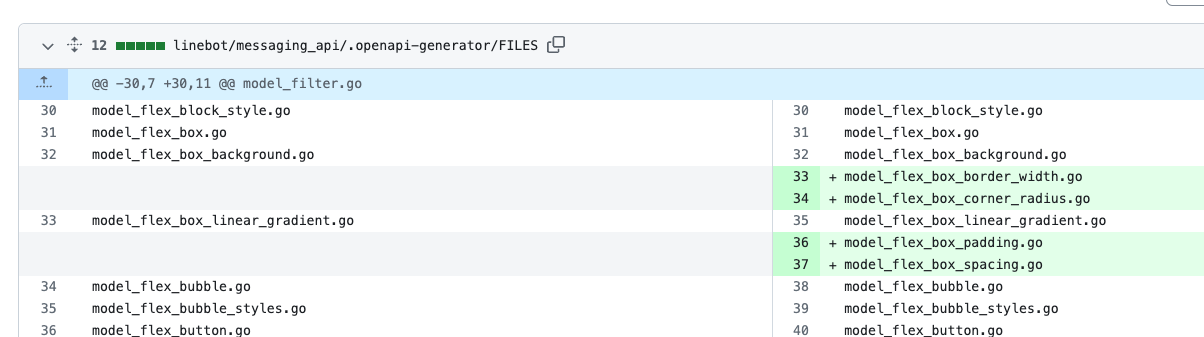 12 linebot/messaging_api/.openapi-generator/FILES
@@ -30,7 +30,11 @@ model_filter.go
30 model_flex_block_style.go 30 model_flex_block_style.go
31 model_flex_box.go 31 model_flex_box.go
32 model_flex_box_background.go 32 model_flex_box_background.go
33 + model_flex_box_border_width.go
34 + model_flex_box_corner_radius.go
33 model_flex_box_linear_gradient.go 35 model_flex_box_linear_gradient.go
36 + model_flex_box_padding.go
37 + model_flex_box_spacing.go
34 model_flex_bubble.go 38 model_flex_bubble.go
35 model_flex_bubble_styles.go 39 model_flex_bubble_styles.go
36 model_flex_button.go 40 model_flex_button.go